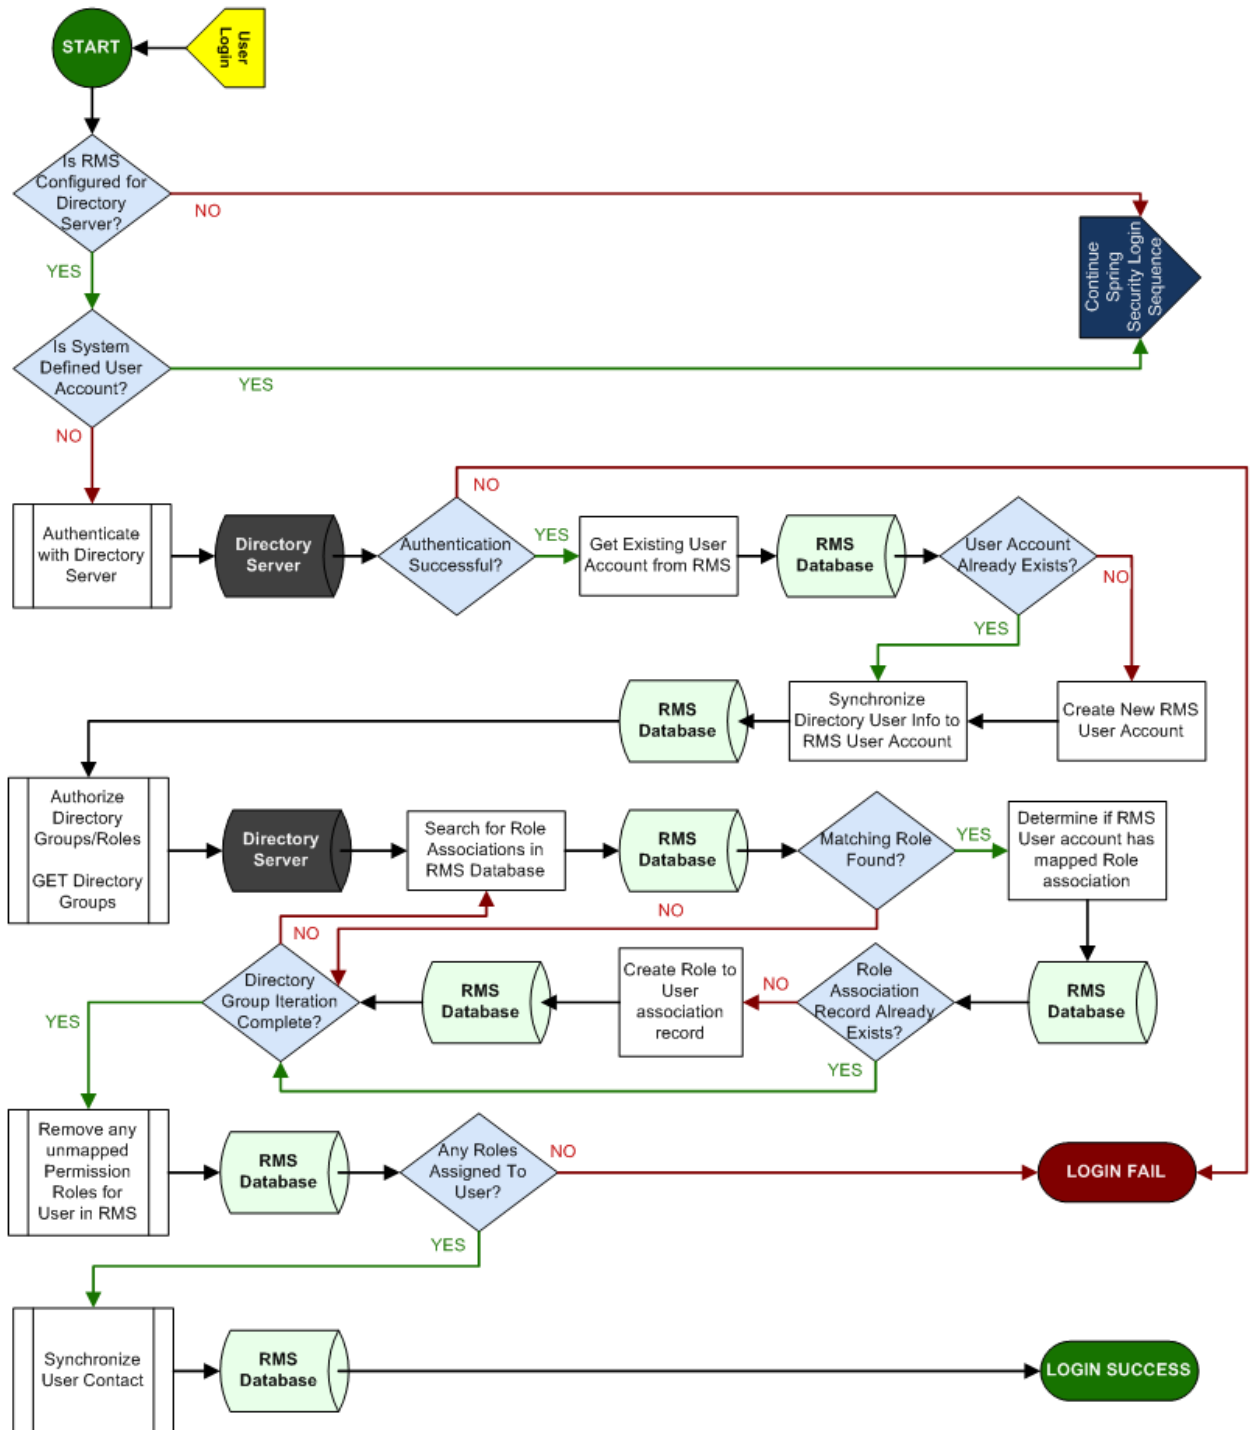 START
User
Login
Is RMS
Configured for
Directory
Server?
NO
YES
Continue
Spring
Security Login
Sequence
Is System
Defined User
Account?
YES
NO
Authenticate
with Directory
Server
Directory
Server
Authentication
Successful?
NO
YES
Get Existing User
Account from RMS
RMS
Database
User Account
Already Exists?
NO
YES
Create New RMS
User Account
Synchronize
Directory User Info to
RMS User Account
RMS
Database
Authorize
Directory
Groups/Roles
GET Directory
Groups
Directory
Server
Search for Role
Associations in
RMS Database
RMS
Database
Matching Role
Found?
YES
NO
Determine if RMS
User account has
mapped Role
association
RMS
Database
Role
Association
Record Already
Exists?
NO
YES
Create Role to
User
association
record
RMS
Database
Directory
Group Iteration
Complete?
NO
YES
Remove any
unmapped
Permission
Roles for
User in RMS
RMS
Database
Any Roles
Assigned To
User?
NO
LOGIN FAIL
YES
Synchronize
User Contact
RMS
Database
LOGIN SUCCESS